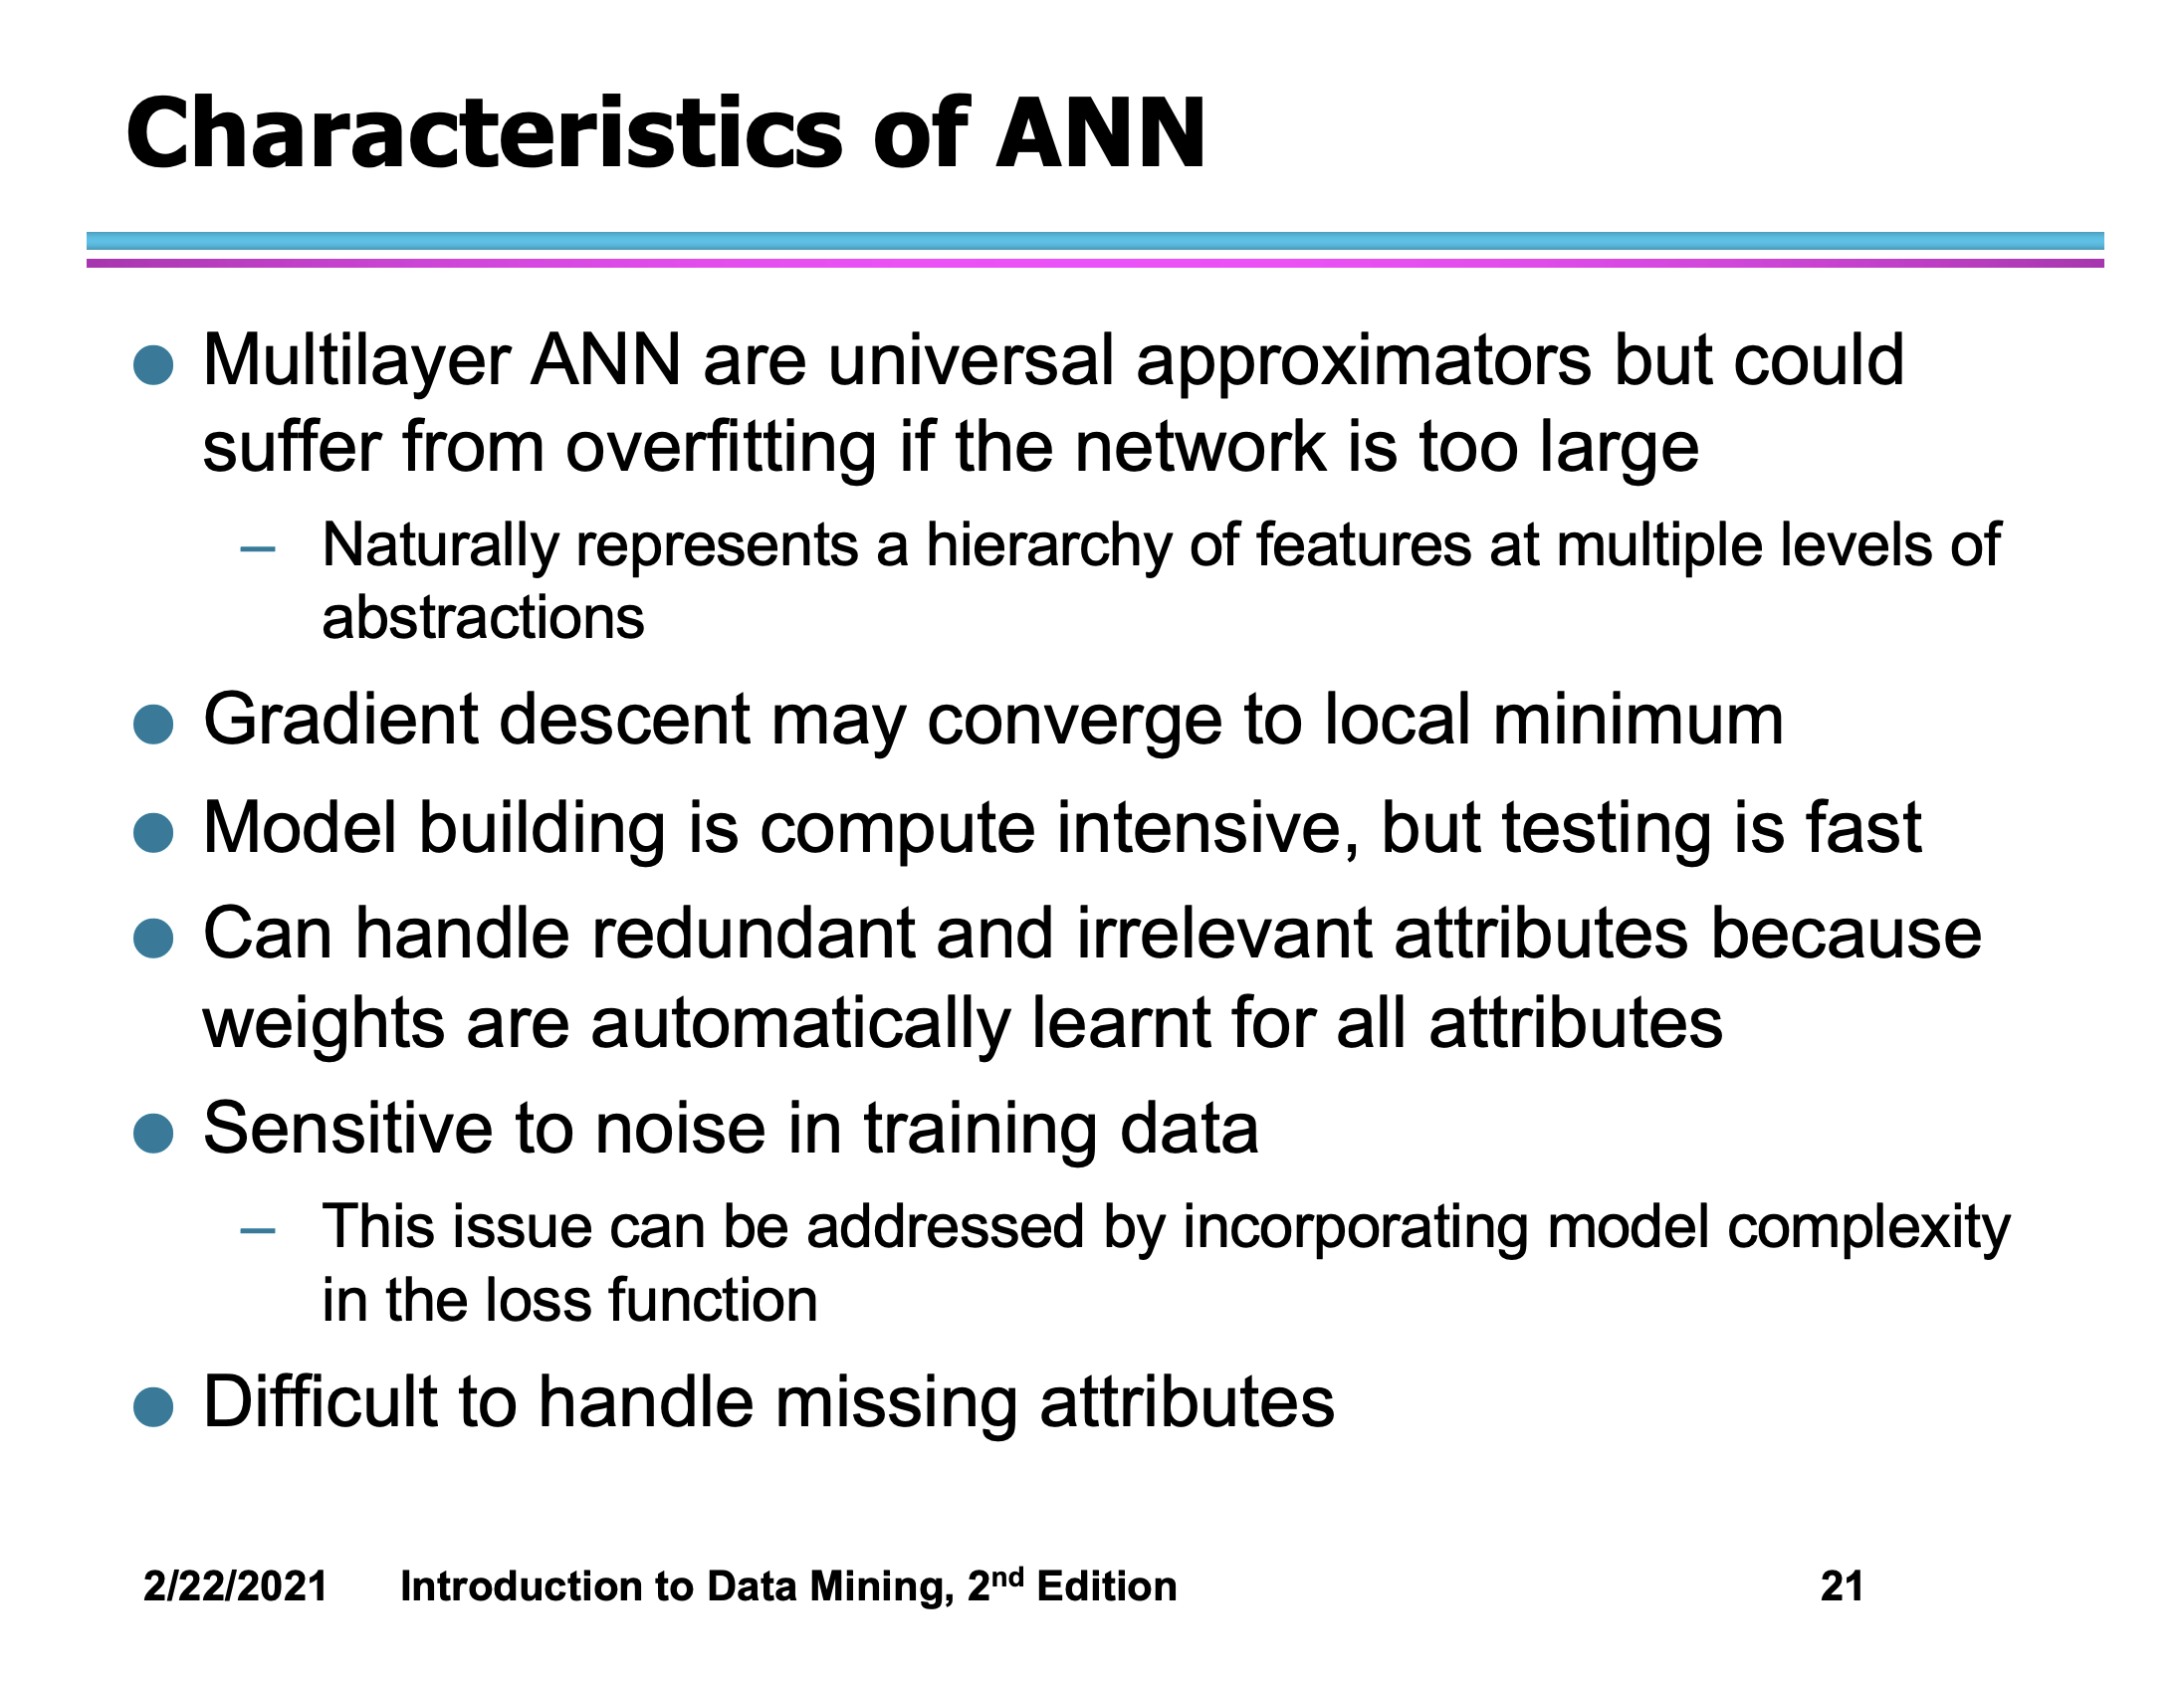 Characteristics of ANN
● Multilayer ANN are universal approximators but could
suffer from overfitting if the network is too large
– Naturally represents a hierarchy of features at multiple levels of
abstractions
● Gradient descent may converge to local minimum
● Model building is compute intensive, but testing is fast
● Can handle redundant and irrelevant attributes because
weights are automatically learnt for all attributes
● Sensitive to noise in training data
– This issue can be addressed by incorporating model complexity
in the loss function
● Difficult to handle missing attributes
2/22/2021 Introduction to Data Mining, 2nd Edition 21